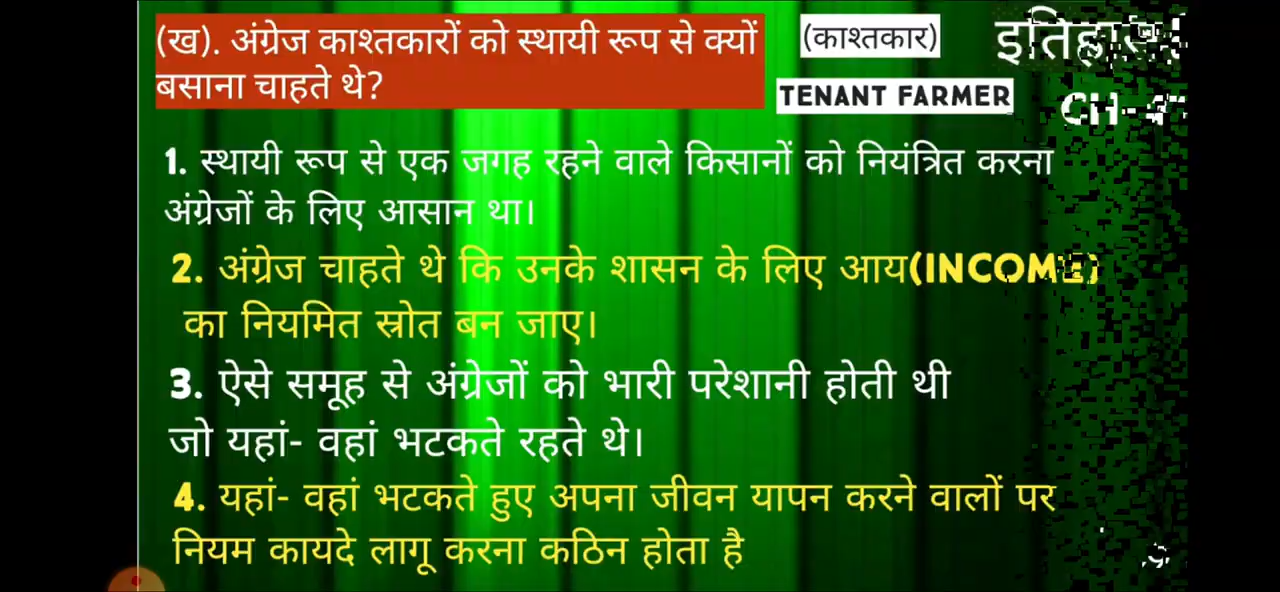 (ख). अंग्रेज काश्तकारों को स्थायी रूप से क्यों
बसाना चाहते थे?
(काश्तकार)
TENANT FARMER
CH-
1. स्थायी रूप से एक जगह रहने वाले किसानों को नियंत्रित करना
अंग्रेजों के लिए आसान था।
2. अंग्रेज चाहते थे कि उनके शासन के लिए आय(INCOME)
का नियमित स्रोत बन जाए।
3. ऐसे समूह से अंग्रेजों को भारी परेशानी होती थी
जो यहां- वहां भटकते रहते थे।
4. यहां- वहां भटकते हुए अपना जीवन यापन करने वालों पर
नियम कायदे लागू करना कठिन होता है